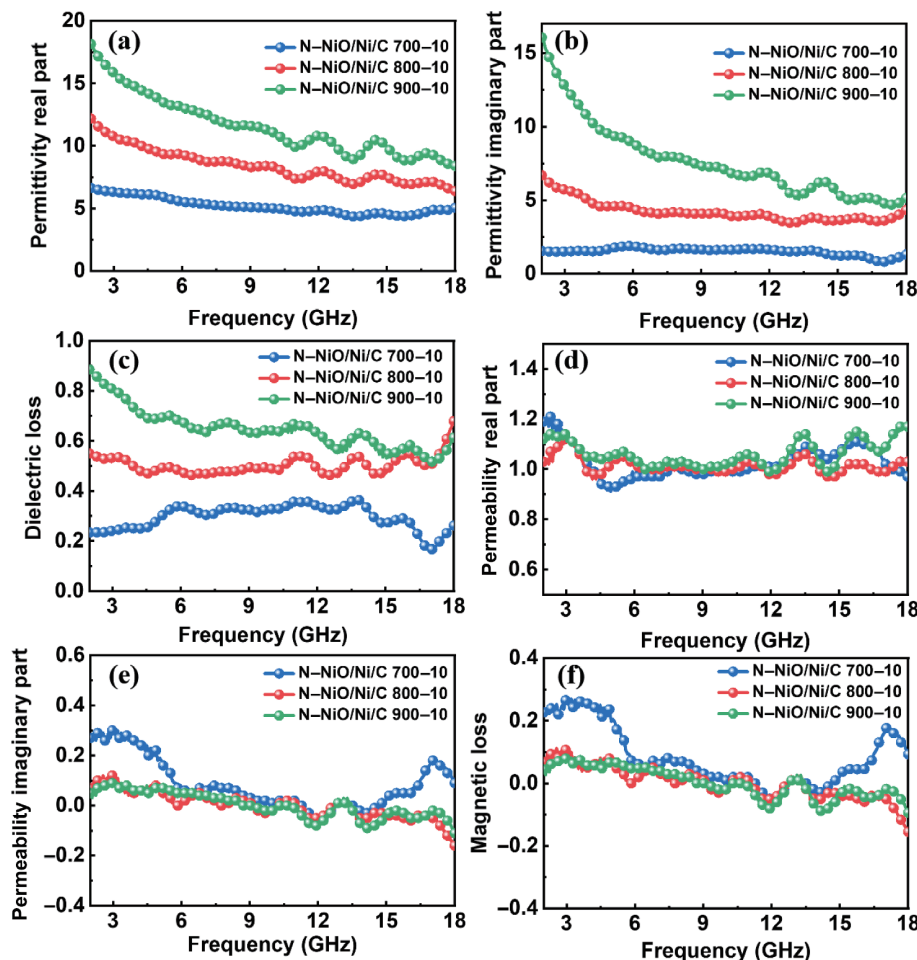 (a)
N–NiO/Ni/C 700–10
N–NiO/Ni/C 800–10
N–NiO/Ni/C 900–10
Permittivity real part
20
15
10
5
0
3 6 9 12 15 18
Frequency (GHz)
(b)
N–NiO/Ni/C 700–10
N–NiO/Ni/C 800–10
N–NiO/Ni/C 900–10
Permittivity imaginary part
15
10
5
0
3 6 9 12 15 18
Frequency (GHz)
(c)
N–NiO/Ni/C 700–10
N–NiO/Ni/C 800–10
N–NiO/Ni/C 900–10
Dielectric loss
1.0
0.8
0.6
0.4
0.2
0.0
3 6 9 12 15 18
Frequency (GHz)
(d)
N–NiO/Ni/C 700–10
N–NiO/Ni/C 800–10
N–NiO/Ni/C 900–10
Permeability real part
1.4
1.2
1.0
0.8
0.6
3 6 9 12 15 18
Frequency (GHz)
(e)
N–NiO/Ni/C 700–10
N–NiO/Ni/C 800–10
N–NiO/Ni/C 900–10
Permeability imaginary part
0.6
0.4
0.2
0.0
−0.2
−0.4
3 6 9 12 15 18
Frequency (GHz)
(f)
N–NiO/Ni/C 700–10
N–NiO/Ni/C 800–10
N–NiO/Ni/C 900–10
Magnetic loss
0.4
0.2
0.0
−0.2
−0.4
3 6 9 12 15 18
Frequency (GHz)